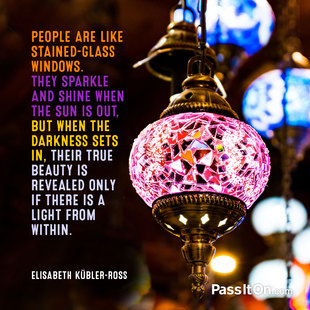 PEOPLE ARE LIKE
STAINED-GLASS
WINDOWS.
THEY SPARKLE
AND SHINE WHEN
THE SUN IS OUT,
BUT WHEN THE
DARKNESS SETS
IN, THEIR TRUE
BEAUTY IS
REVEALED ONLY
IF THERE IS A
LIGHT FROM
WITHIN.
ELISABETH KÜBLER-ROSS
PassItOn.com